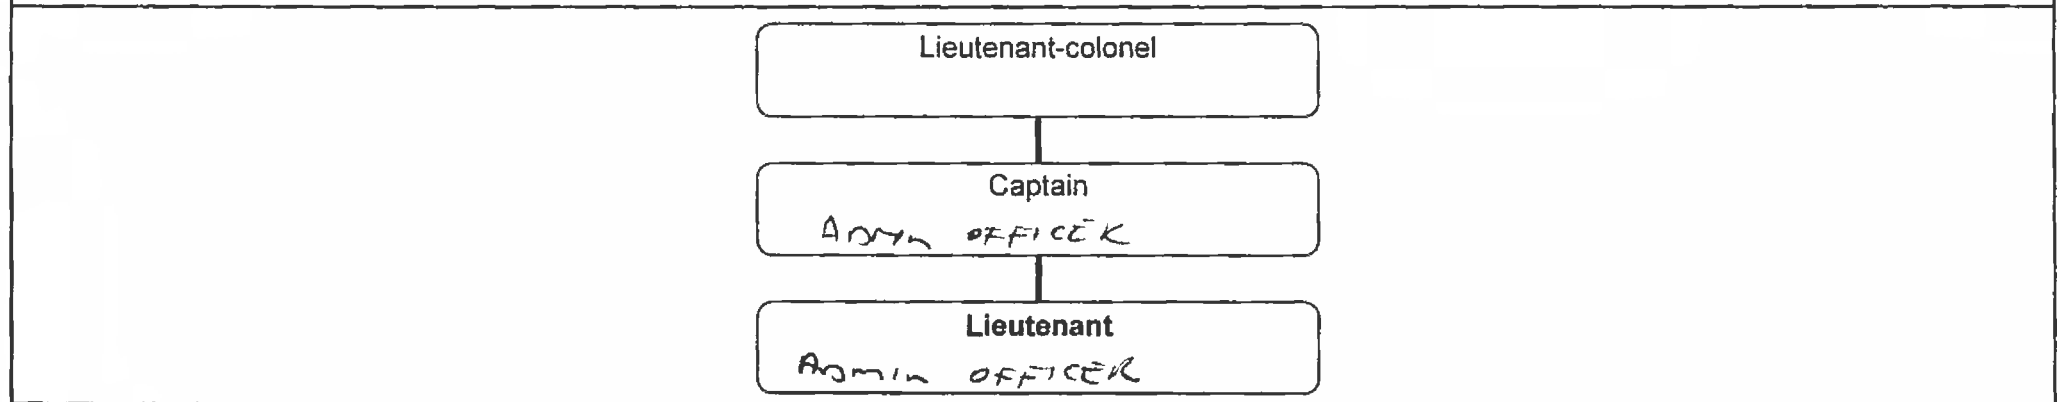 Lieutenant-colonel
Captain
ADMIN OFFICER
Lieutenant
ADMIN OFFICER